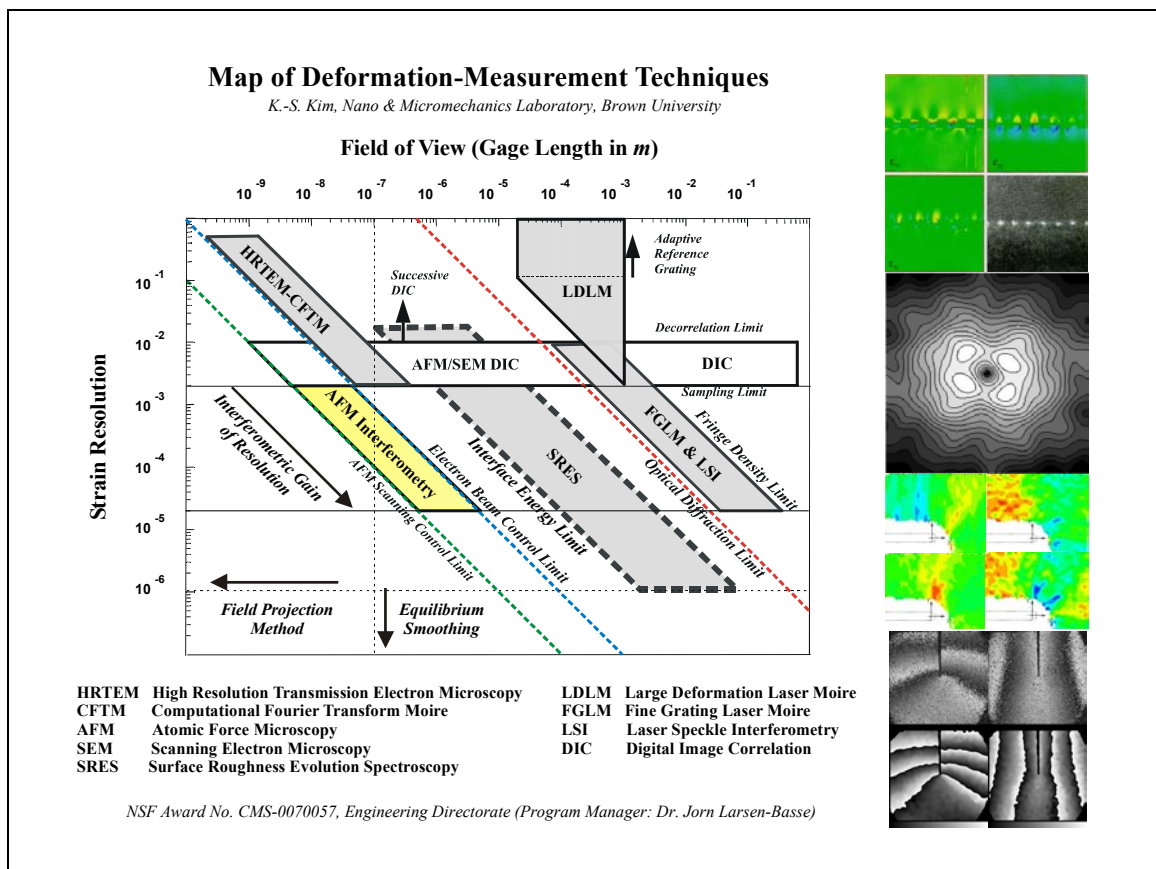 Map of Deformation-Measurement Techniques
K.-S. Kim, Nano & Micromechanics Laboratory, Brown University
Field of View (Gage Length in m)
10 -9 10 -8 10 -7 10 -6 10 -5 10 -4 10 -3 10 -2 10 -1
Strain Resolution
10 -1
10 -2
10 -3
10 -4
10 -5
10 -6
HRTEM-CFTM
Successive
DIC
LDLM
Adaptive
Reference
Grating
Decorrelation Limit
AFM/SEM DIC
DIC
Sampling Limit
Interferometric Gain
of Resolution
AFM Interferometry
AFM Scanning Control Limit
Electron Beam Control Limit
Interface Energy Limit
SRES
FGLM & LSI
Fringe Density Limit
Optical Diffraction Limit
Field Projection
Method
Equilibrium
Smoothing
HRTEM High Resolution Transmission Electron Microscopy
CFTM Computational Fourier Transform Moire
AFM Atomic Force Microscopy
SEM Scanning Electron Microscopy
SRES Surface Roughness Evolution Spectroscopy
LDLM Large Deformation Laser Moire
FGLM Fine Grating Laser Moire
LSI Laser Speckle Interferometry
DIC Digital Image Correlation
NSF Award No. CMS-0070057, Engineering Directorate (Program Manager: Dr. Jorn Larsen-Basse)